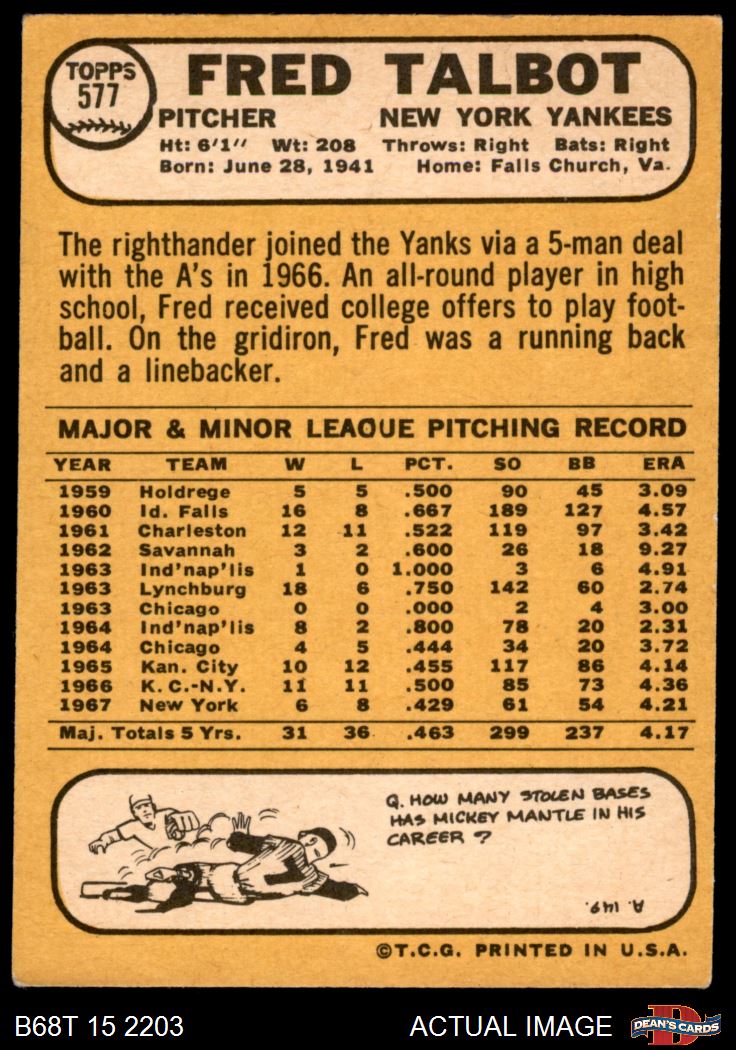 TOPPS
577
FRED TALBOT
PITCHER NEW YORK YANKEES
Ht: 6'1" Wt: 208 Throws: Right Bats: Right
Born: June 28, 1941 Home: Falls Church, Va.
The righthander joined the Yanks via a 5-man deal
with the A's in 1966. An all-round player in high
school, Fred received college offers to play foot-
ball. On the gridiron, Fred was a running back
and a linebacker.
MAJOR & MINOR LEAGUE PITCHING RECORD
YEAR TEAM W L PCT. SO BB ERA
1959 Holdrege 5 5 .500 90 45 3.09
1960 Id. Falls 16 8 .667 189 127 4.57
1961 Charleston 12 11 .522 119 97 3.42
1962 Savannah 3 2 .600 26 18 9.27
1963 Ind'nap'lis 1 0 1.000 3 6 4.91
1963 Lynchburg 18 6 .750 142 60 2.74
1963 Chicago 0 0 .000 2 4 3.00
1964 Ind'nap'lis 8 2 .800 78 20 2.31
1964 Chicago 4 5 .444 34 20 3.72
1965 Kan. City 10 12 .455 117 86 4.14
1966 K. C.-N.Y. 11 11 .500 85 73 4.36
1967 New York 6 8 .429 61 54 4.21
Maj. Totals 5 Yrs. 31 36 .463 299 237 4.17
Q. HOW MANY STOLEN BASES
HAS MICKEY MANTLE IN HIS
CAREER ?
A. 149.
©T.C.G. PRINTED IN U.S.A.
B68T 15 2203 ACTUAL IMAGE DEAN'S CARDS